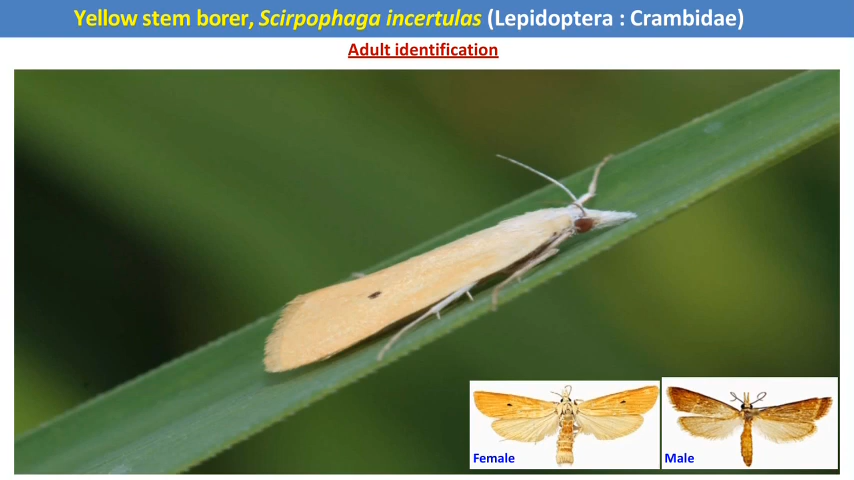 Yellow stem borer, Scirpophaga incertulas (Lepidoptera : Crambidae)
Adult identification
Female
Male